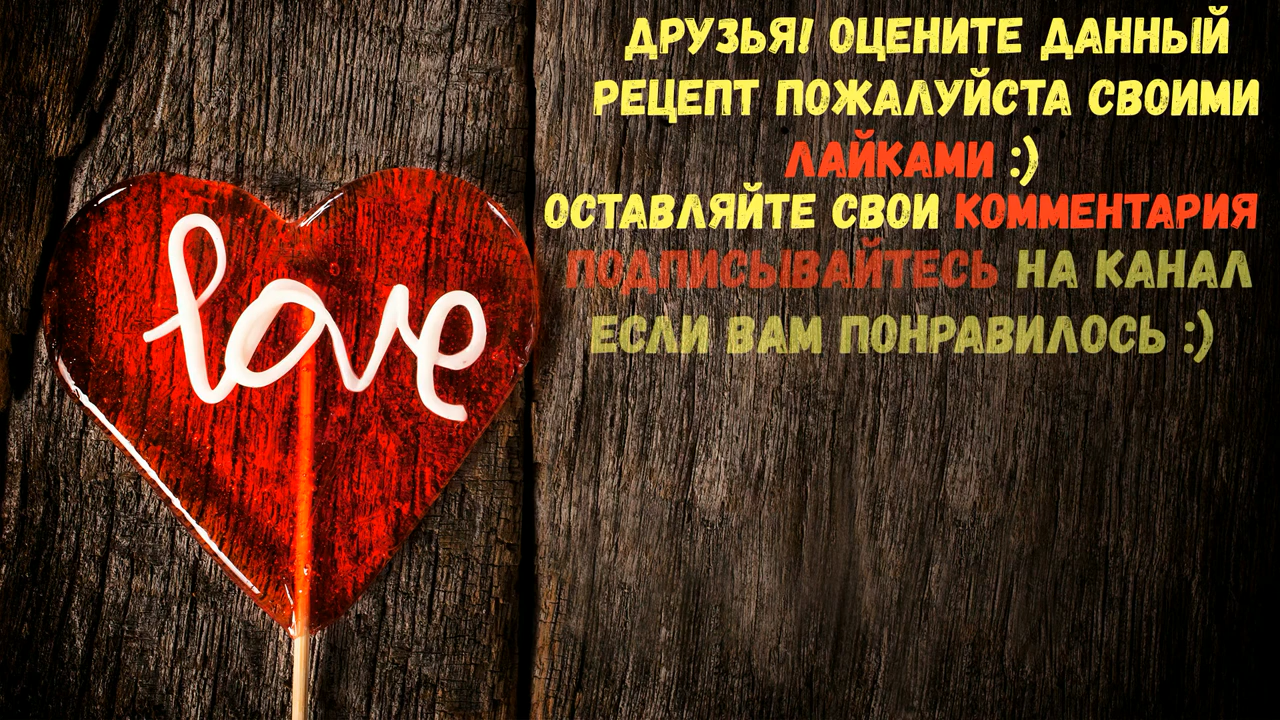 love
ДРУЗЬЯ! ОЦЕНИТЕ ДАННЫЙ
РЕЦЕПТ ПОЖАЛУЙСТА СВОИМИ
ЛАЙКАМИ :)
ОСТАВЛЯЙТЕ СВОИ КОММЕНТАРИЯ
ПОДПИСЫВАЙТЕСЬ НА КАНАЛ
ЕСЛИ ВАМ ПОНРАВИЛОСЬ :)